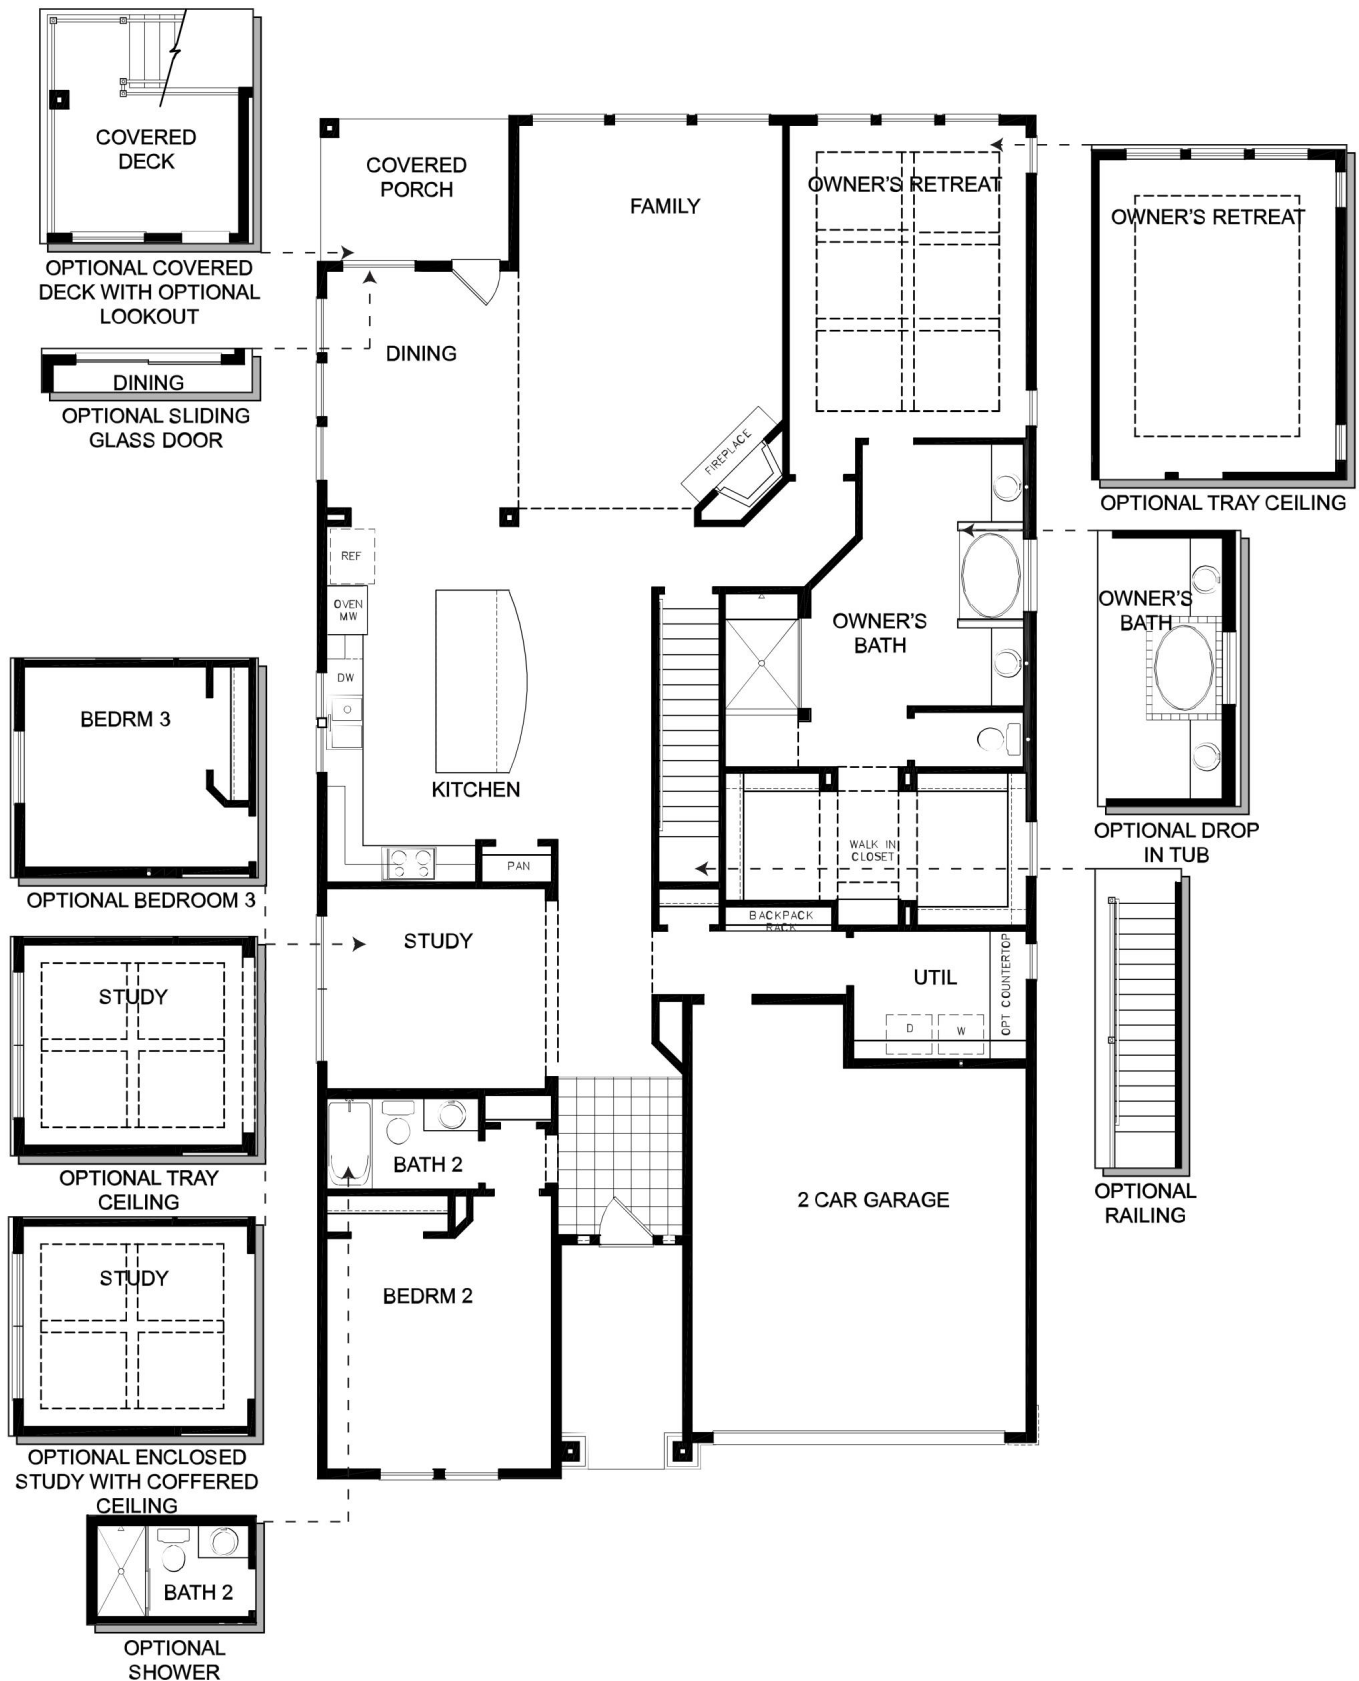 COVERED
DECK
OPTIONAL COVERED
DECK WITH OPTIONAL
LOOKOUT
DINING
OPTIONAL SLIDING
GLASS DOOR
COVERED
PORCH
FAMILY
OWNER'S RETREAT
OWNER'S RETREAT
OPTIONAL TRAY CEILING
DINING
FIREPLACE
REF
OVEN
MW
DW
KITCHEN
PAN
OWNER'S
BATH
OWNER'S
BATH
OPTIONAL DROP
IN TUB
BEDRM 3
OPTIONAL BEDROOM 3
WALK IN
CLOSET
BACKPACK
RACK
STUDY
UTIL
OPT COUNTERTOP
D
W
OPTIONAL
RAILING
STUDY
OPTIONAL TRAY
CEILING
BATH 2
2 CAR GARAGE
BEDRM 2
STUDY
OPTIONAL ENCLOSED
STUDY WITH COFFERED
CEILING
BATH 2
OPTIONAL
SHOWER